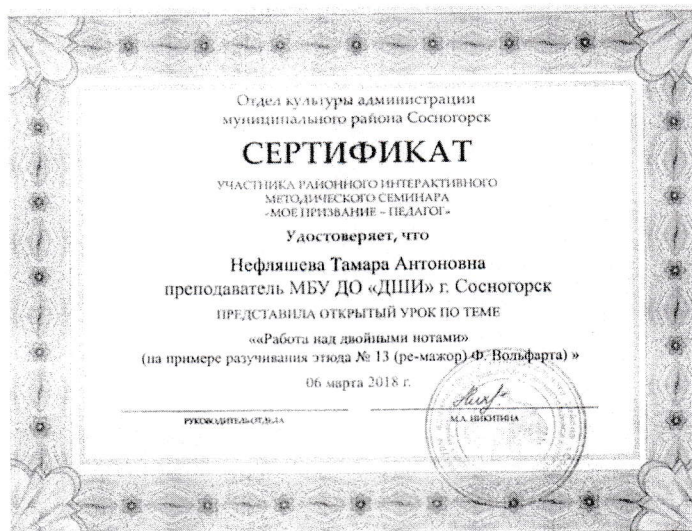 Отдел культуры администрации
муниципального района Сосногорск
СЕРТИФИКАТ
УЧАСТНИКА РАЙОННОГО ИНТЕРАКТИВНОГО
МЕТОДИЧЕСКОГО СЕМИНАРА
«МОЕ ПРИЗВАНИЕ – ПЕДАГОГ»
Удостоверяет, что
Нефляшева Тамара Антоновна
преподаватель МБУ ДО «ДШИ» г. Сосногорск
ПРЕДСТАВИЛА ОТКРЫТЫЙ УРОК ПО ТЕМЕ
««Работа над двойными нотами»
(на примере разучивания этюда № 13 (ре-мажор) Ф. Вольфарта) »
06 марта 2018 г.
РУКОВОДИТЕЛЬ ОТДЕЛА
М.А. НИКИТИНА